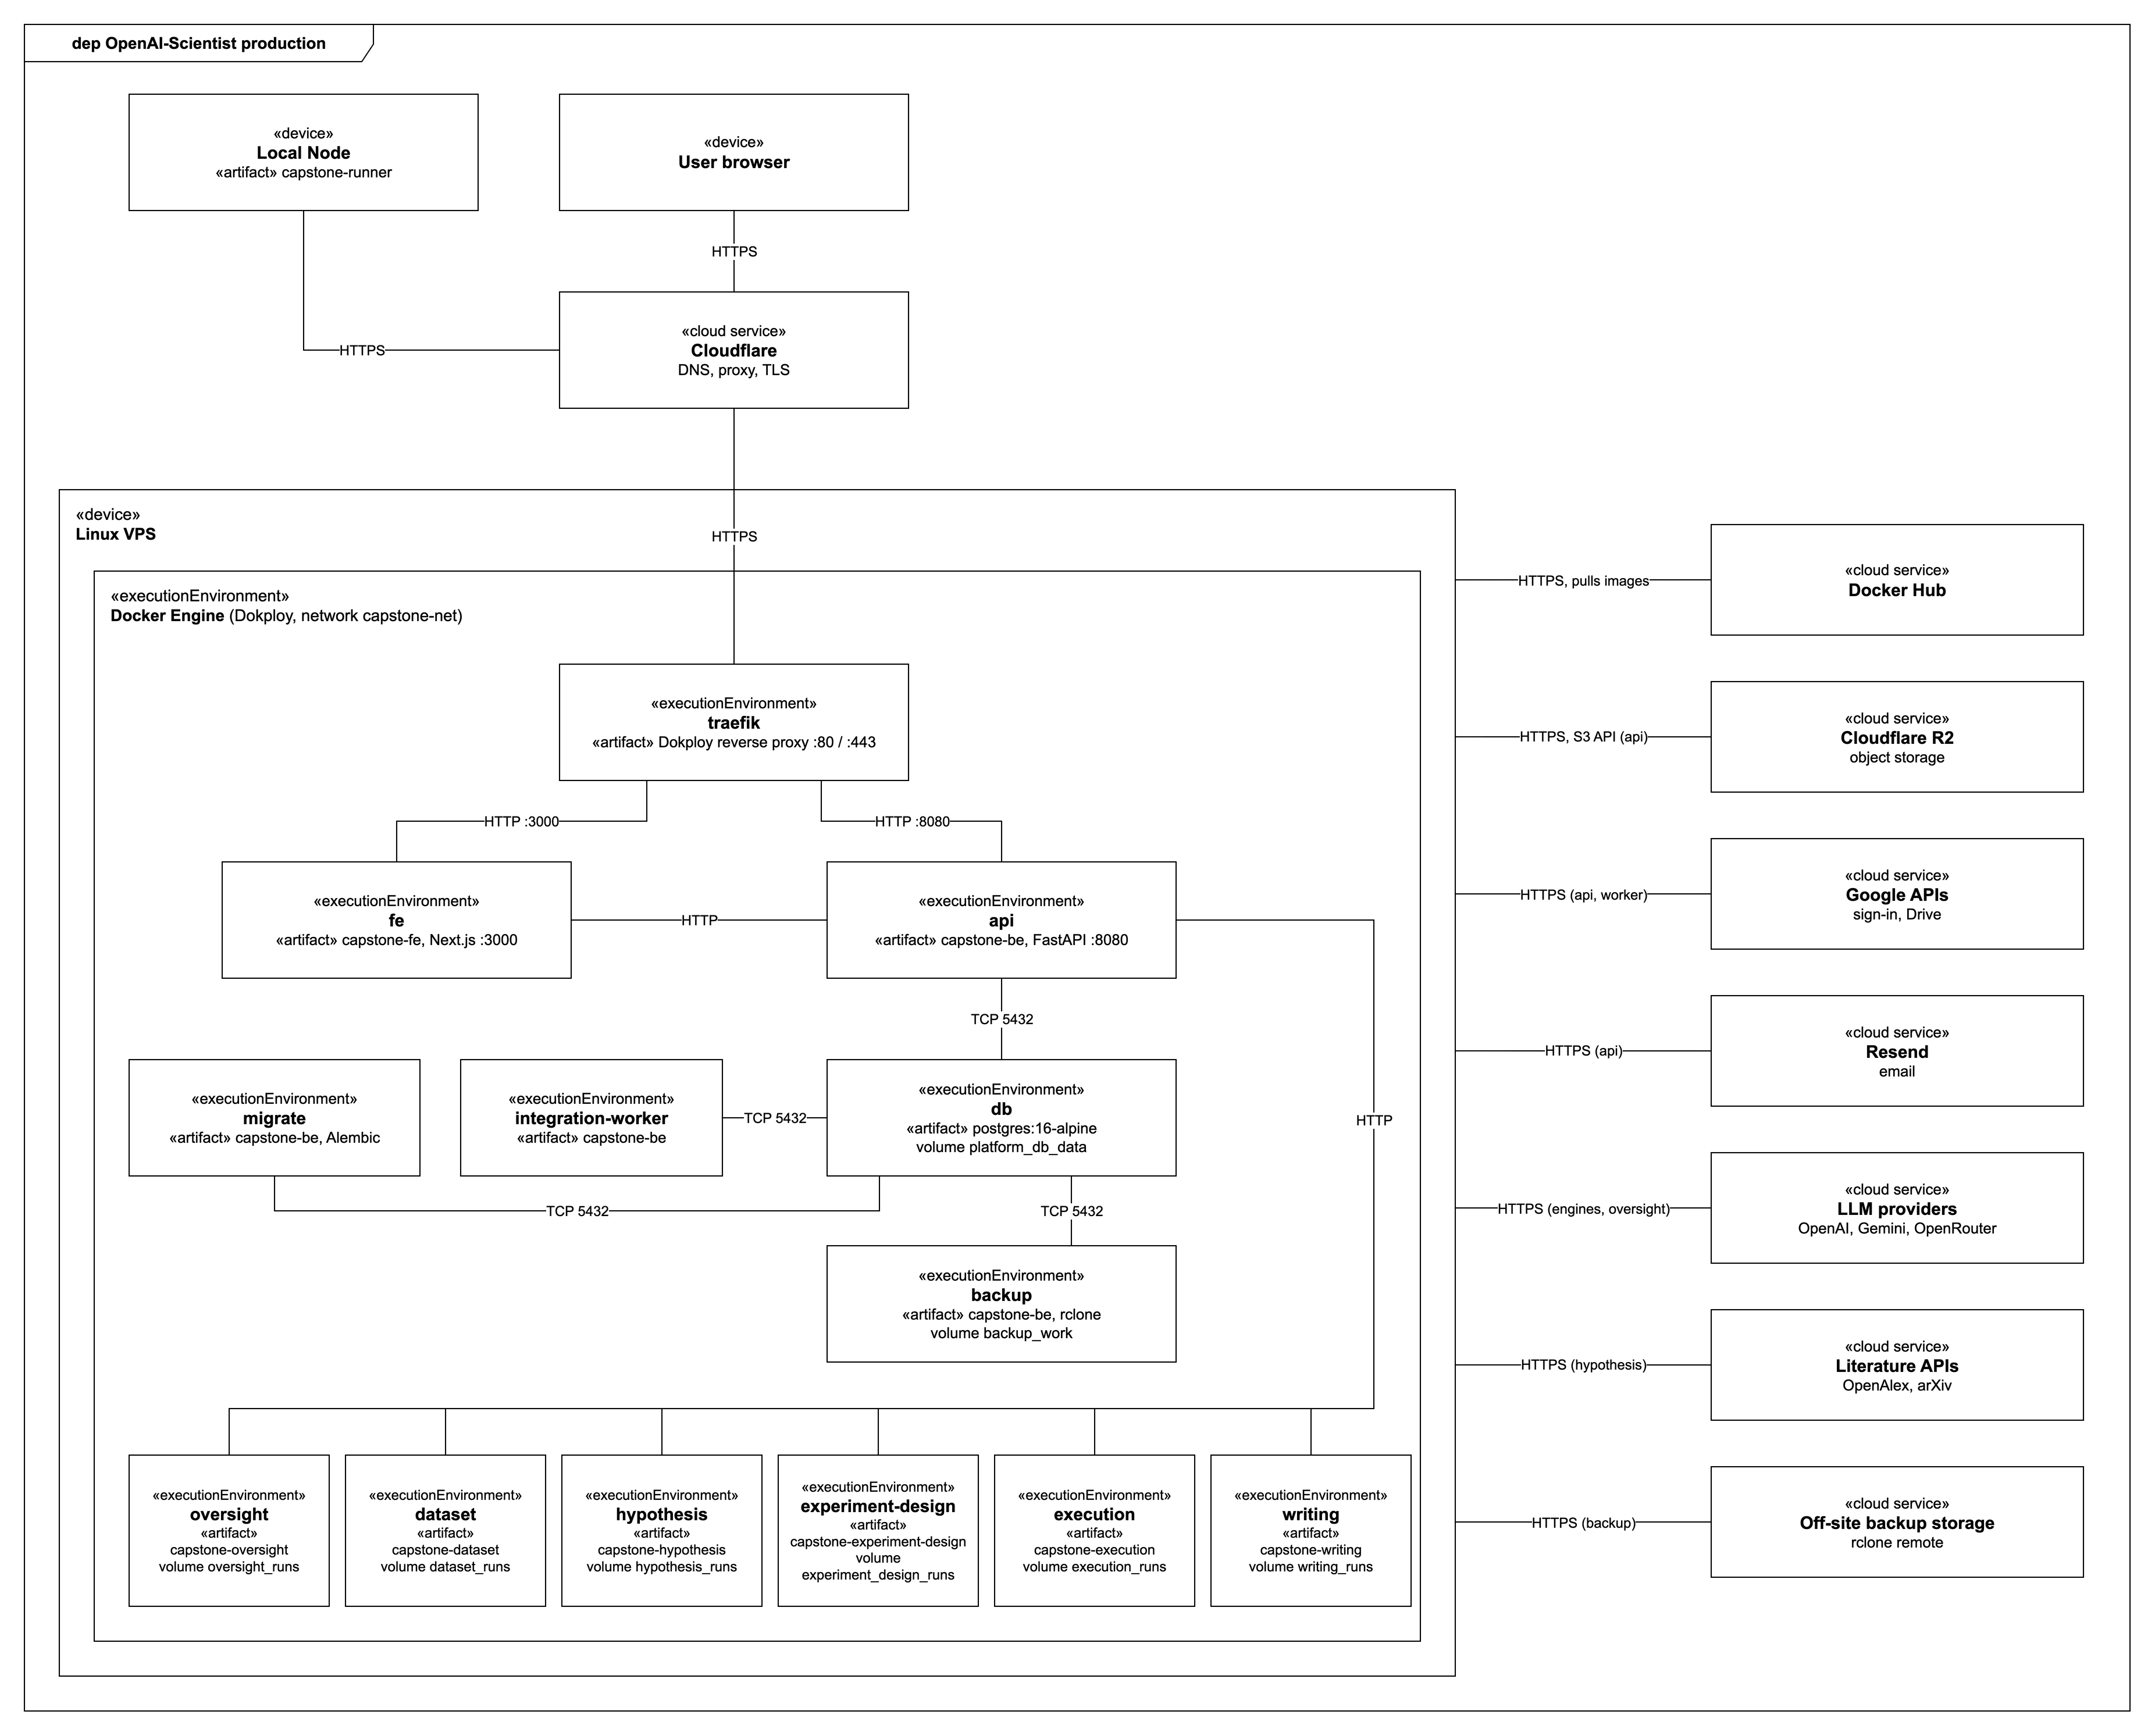 dep OpenAI-Scientist production
«device»
Local Node
«artifact» capstone-runner
«device»
User browser
HTTPS
HTTPS
«cloud service»
Cloudflare
DNS, proxy, TLS
«device»
Linux VPS
HTTPS
«executionEnvironment»
Docker Engine (Dokploy, network capstone-net)
«executionEnvironment»
traefik
«artifact» Dokploy reverse proxy :80 / :443
HTTP :3000
HTTP :8080
«executionEnvironment»
fe
«artifact» capstone-fe, Next.js :3000
HTTP
«executionEnvironment»
api
«artifact» capstone-be, FastAPI :8080
TCP 5432
«executionEnvironment»
migrate
«artifact» capstone-be, Alembic
«executionEnvironment»
integration-worker
«artifact» capstone-be
TCP 5432
«executionEnvironment»
db
«artifact» postgres:16-alpine
volume platform_db_data
HTTP
TCP 5432
TCP 5432
«executionEnvironment»
backup
«artifact» capstone-be, rclone
volume backup_work
«executionEnvironment»
oversight
«artifact»
capstone-oversight
volume oversight_runs
«executionEnvironment»
dataset
«artifact»
capstone-dataset
volume dataset_runs
«executionEnvironment»
hypothesis
«artifact»
capstone-hypothesis
volume hypothesis_runs
«executionEnvironment»
experiment-design
«artifact»
capstone-experiment-design
volume
experiment_design_runs
«executionEnvironment»
execution
«artifact»
capstone-execution
volume execution_runs
«executionEnvironment»
writing
«artifact»
capstone-writing
volume writing_runs
HTTPS, pulls images
«cloud service»
Docker Hub
HTTPS, S3 API (api)
«cloud service»
Cloudflare R2
object storage
HTTPS (api, worker)
«cloud service»
Google APIs
sign-in, Drive
HTTPS (api)
«cloud service»
Resend
email
HTTPS (engines, oversight)
«cloud service»
LLM providers
OpenAI, Gemini, OpenRouter
HTTPS (hypothesis)
«cloud service»
Literature APIs
OpenAlex, arXiv
HTTPS (backup)
«cloud service»
Off-site backup storage
rclone remote